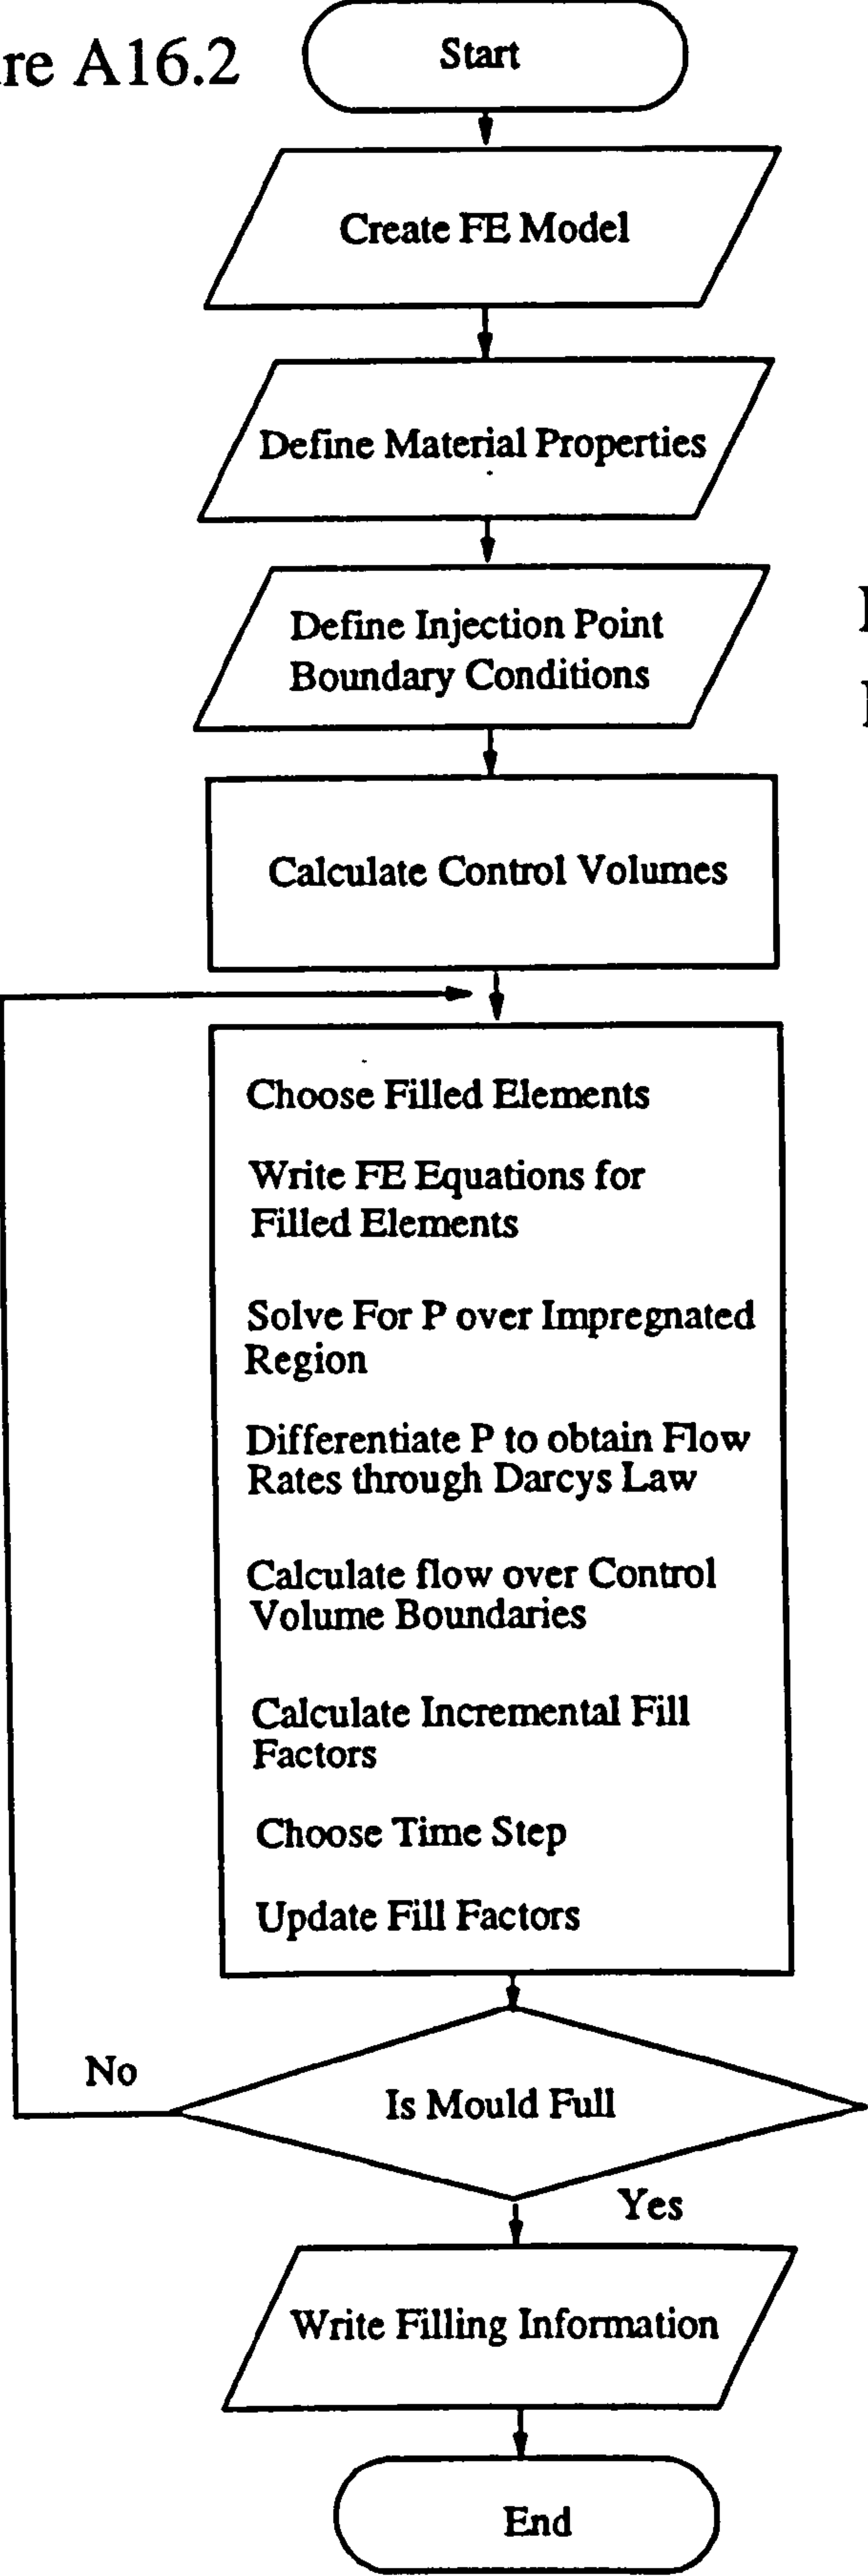 re A16.2
Start
Create FE Model
Define Material Properties
Define Injection Point
Boundary Conditions
Calculate Control Volumes
Choose Filled Elements
Write FE Equations for
Filled Elements
Solve For P over Impregnated
Region
Differentiate P to obtain Flow
Rates through Darcys Law
Calculate flow over Control
Volume Boundaries
Calculate Incremental Fill
Factors
Choose Time Step
Update Fill Factors
No
Is Mould Full
Yes
Write Filling Information
End